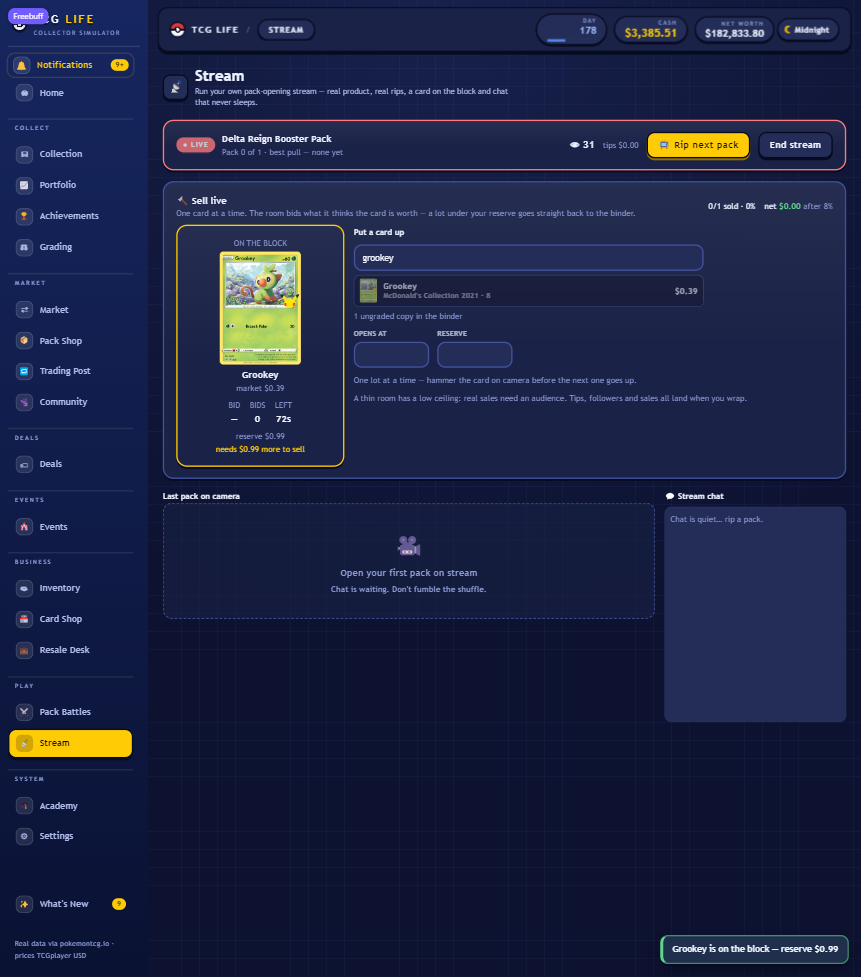 Freebuff
TCG LIFE
COLLECTOR SIMULATOR
Notifications 9+
Home
COLLECT
Collection
Portfolio
Achievements
Grading
MARKET
Market
Pack Shop
Trading Post
Community
DEALS
Deals
EVENTS
Events
BUSINESS
Inventory
Card Shop
Resale Desk
PLAY
Pack Battles
Stream
SYSTEM
Academy
Settings
What's New 9
Real data via pokemontcg.io ·
prices TCGplayer USD
TCG LIFE / STREAM
DAY
178
CASH
$3,385.51
NET WORTH
$182,833.80
Midnight
Stream
Run your own pack-opening stream — real product, real rips, a card on the block and chat
that never sleeps.
LIVE
Delta Reign Booster Pack
Pack 0 of 1 · best pull — none yet
31 tips $0.00
Rip next pack
End stream
Sell live
One card at a time. The room bids what it thinks the card is worth — a lot under your reserve goes straight back to the binder.
0/1 sold · 0% net $0.00 after 8%
ON THE BLOCK
Grookey
60
Branch Poke
Grookey
market $0.39
BID BIDS LEFT
— 0 72s
reserve $0.99
needs $0.99 more to sell
Put a card up
grookey
Grookey
McDonald's Collection 2021 · 8
$0.39
1 ungraded copy in the binder
OPENS AT RESERVE
One lot at a time — hammer the card on camera before the next one goes up.
A thin room has a low ceiling: real sales need an audience. Tips, followers and sales all land when you wrap.
Last pack on camera
Open your first pack on stream
Chat is waiting. Don't fumble the shuffle.
Stream chat
Chat is quiet... rip a pack.
Grookey is on the block — reserve $0.99